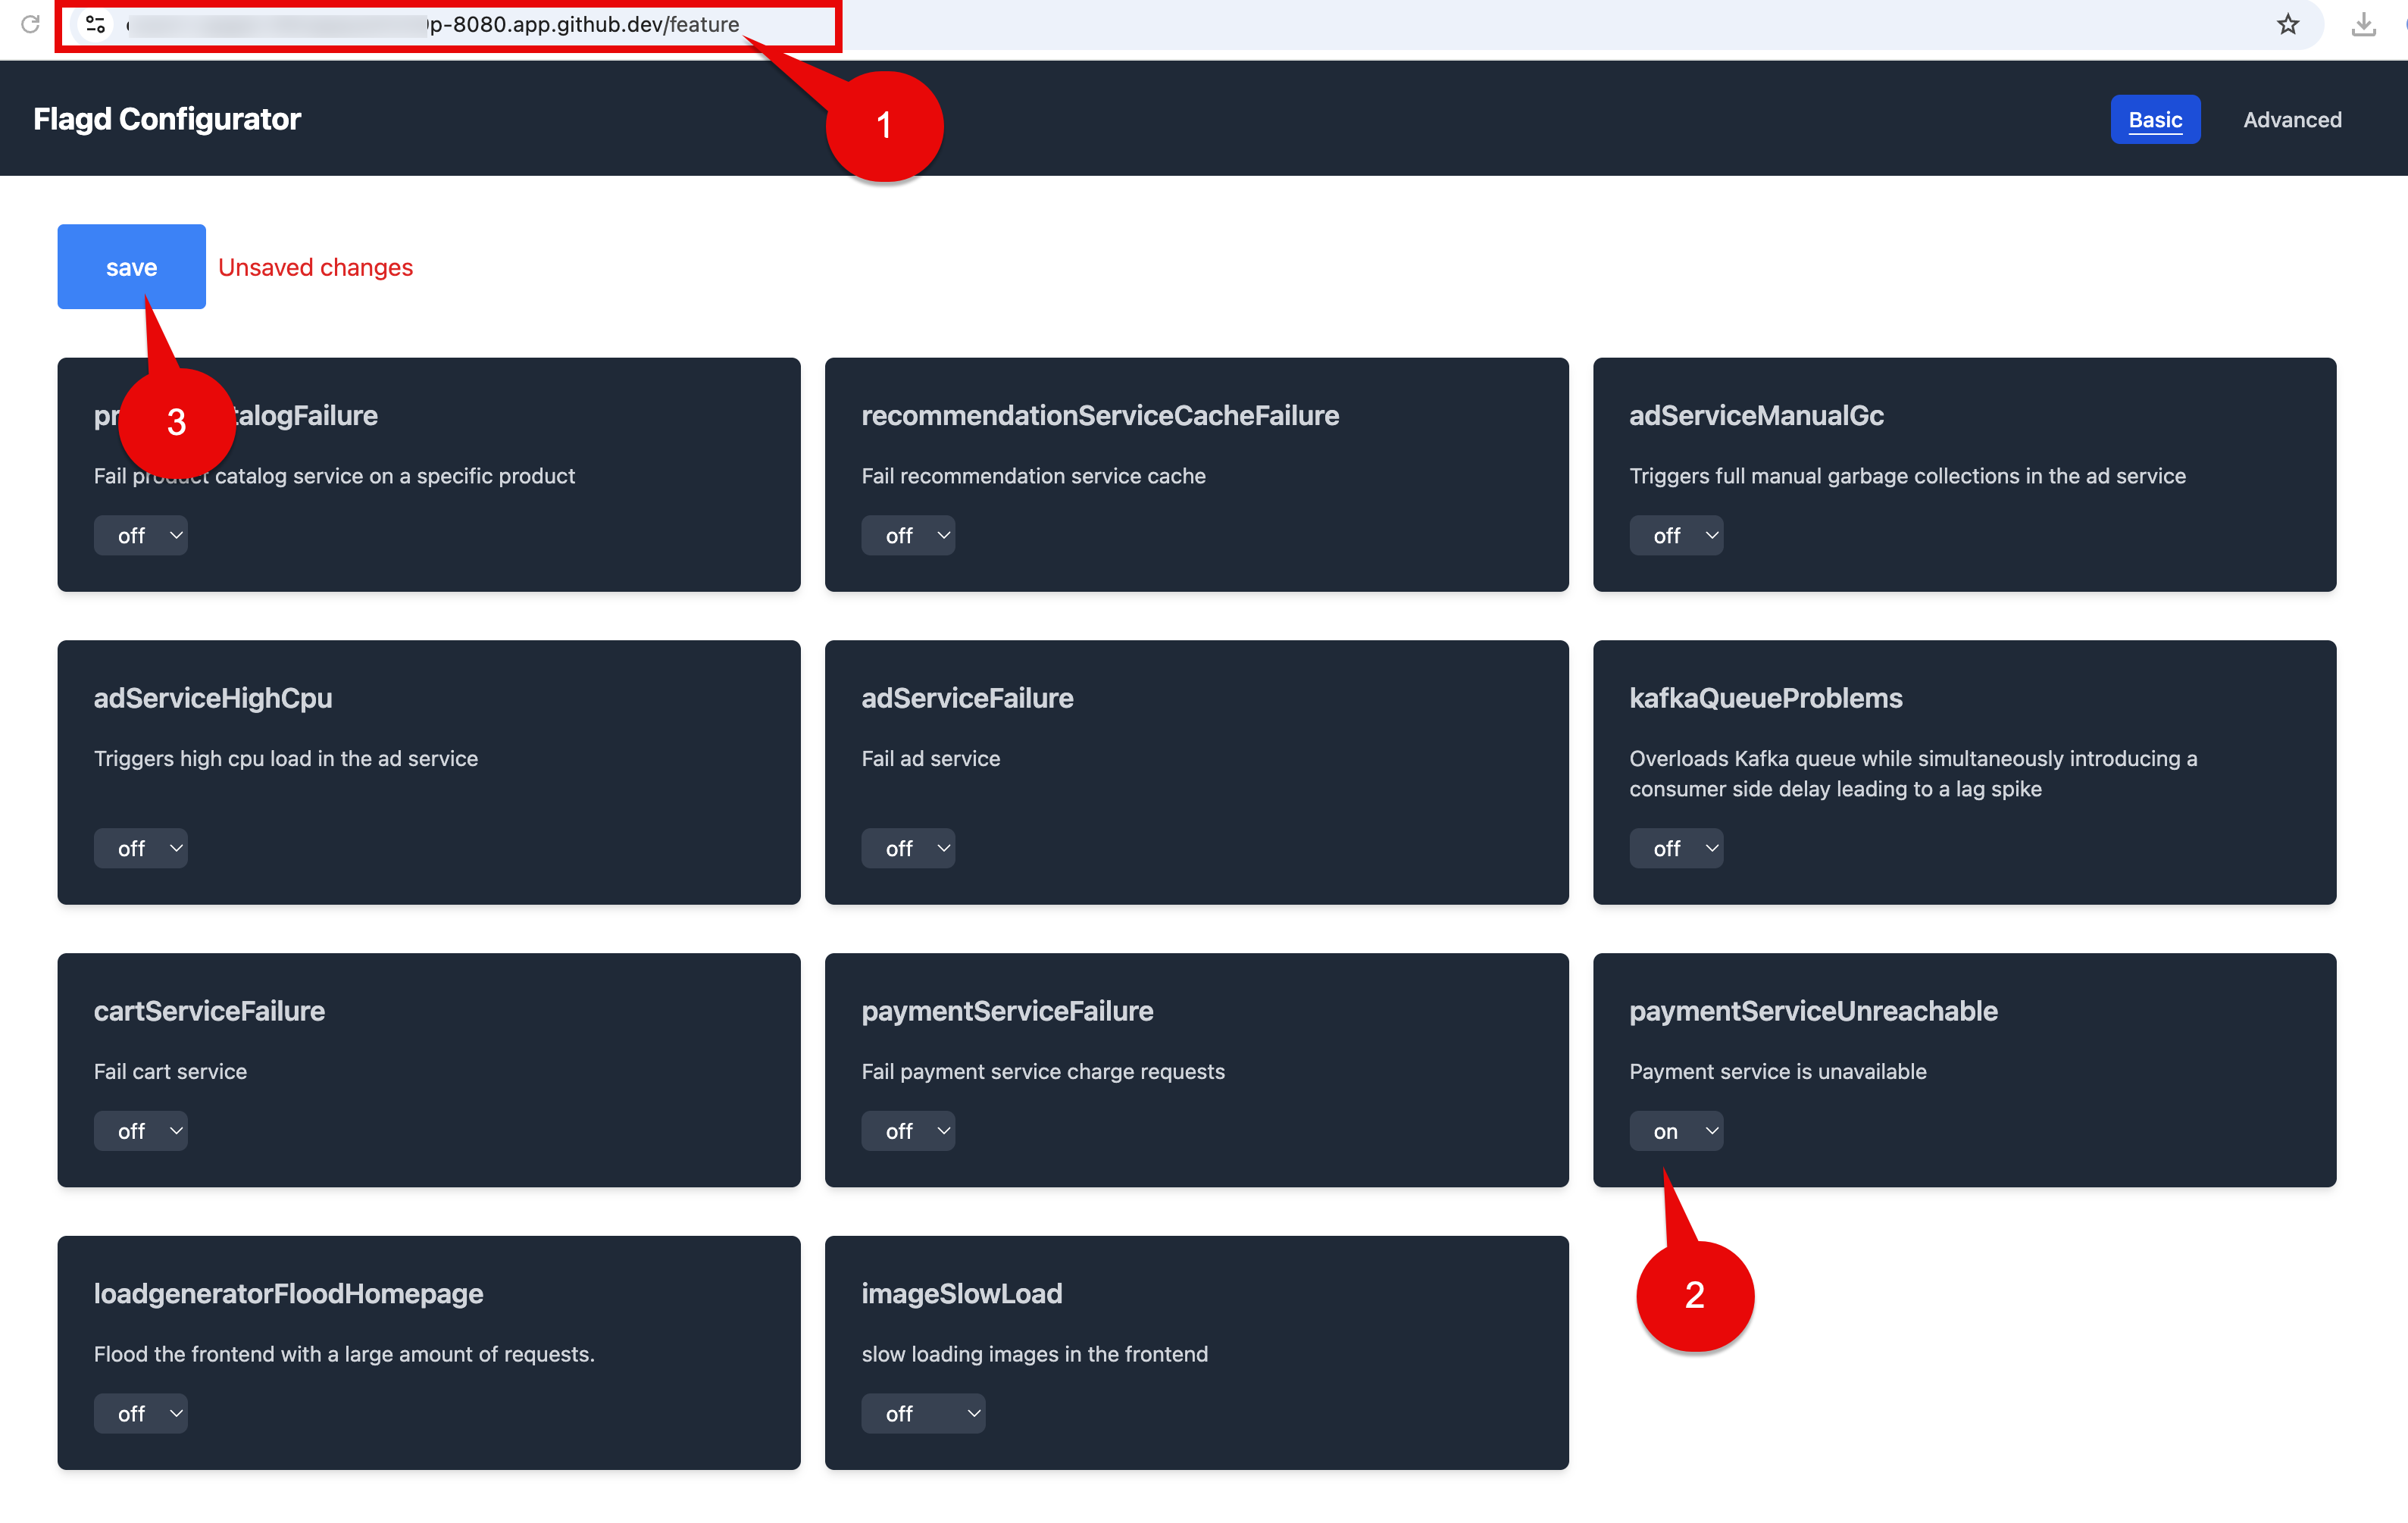 p-8080.app.github.dev/feature
1
Flagd Configurator
Basic
Advanced
save
Unsaved changes
3
talogFailure
Fail product catalog service on a specific product
off
recommendationServiceCacheFailure
Fail recommendation service cache
off
adServiceManualGc
Triggers full manual garbage collections in the ad service
off
adServiceHighCpu
Triggers high cpu load in the ad service
off
adServiceFailure
Fail ad service
off
kafkaQueueProblems
Overloads Kafka queue while simultaneously introducing a
consumer side delay leading to a lag spike
off
cartServiceFailure
Fail cart service
off
paymentServiceFailure
Fail payment service charge requests
off
paymentServiceUnreachable
Payment service is unavailable
on
2
loadgeneratorFloodHomepage
Flood the frontend with a large amount of requests.
off
imageSlowLoad
slow loading images in the frontend
off